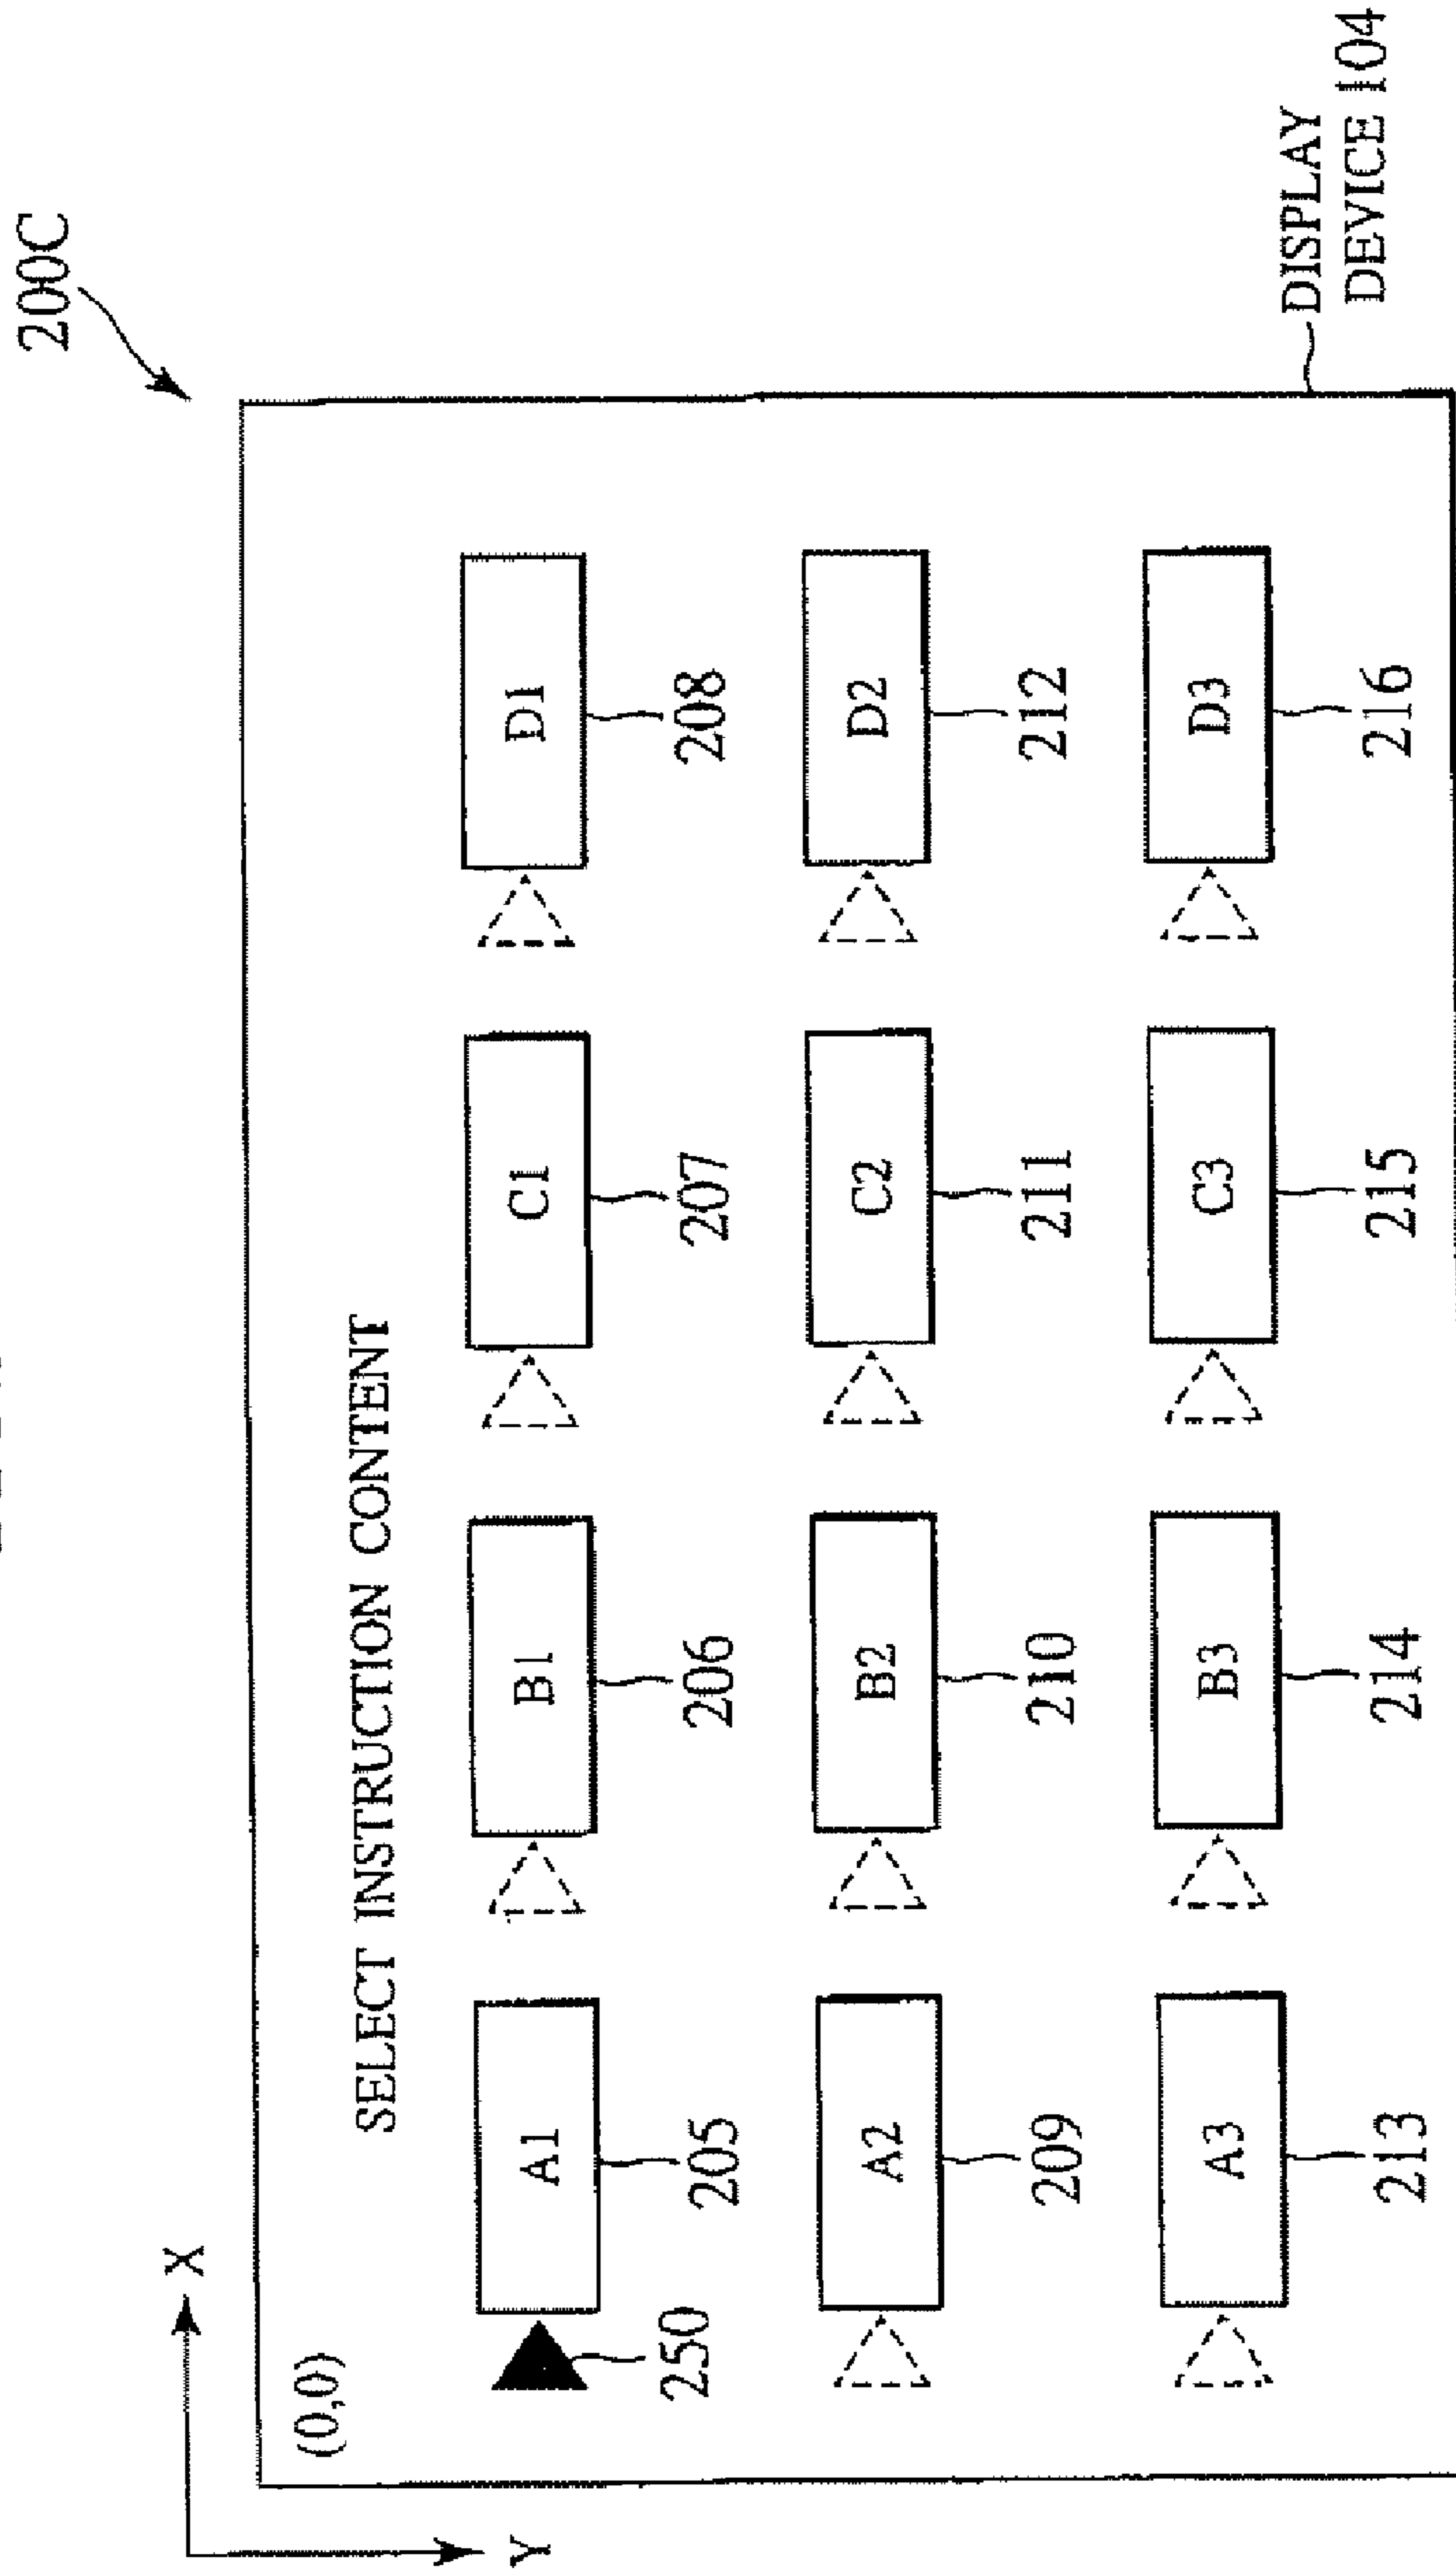 200C
X
Y
(0,0)
SELECT INSTRUCTION CONTENT
A1 B1 C1 D1
250 205 206 207 208
A2 B2 C2 D2
209 210 211 212
A3 B3 C3 D3
213 214 215 216
DISPLAY
DEVICE 104